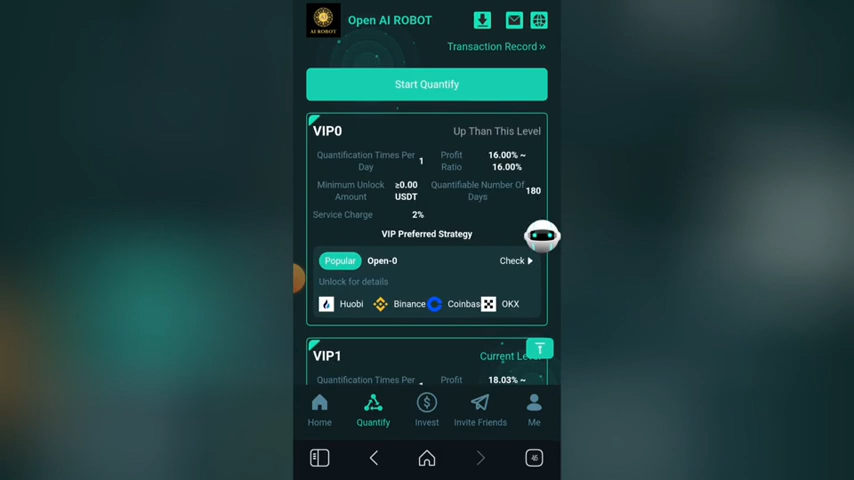 AI ROBOT
Open AI ROBOT
Transaction Record »
Start Quantify
VIP0
Up Than This Level
Quantification Times Per Day
1
Profit Ratio
16.00% ~ 16.00%
Minimum Unlock Amount
≥0.00 USDT
Quantifiable Number Of Days
180
Service Charge
2%
VIP Preferred Strategy
Popular
Open-0
Check
Unlock for details
Huobi
Binance
Coinbas
OKX
VIP1
Current Le
Quantification Times Per
Profit
18.03% ~
Home
Quantify
Invest
Invite Friends
Me